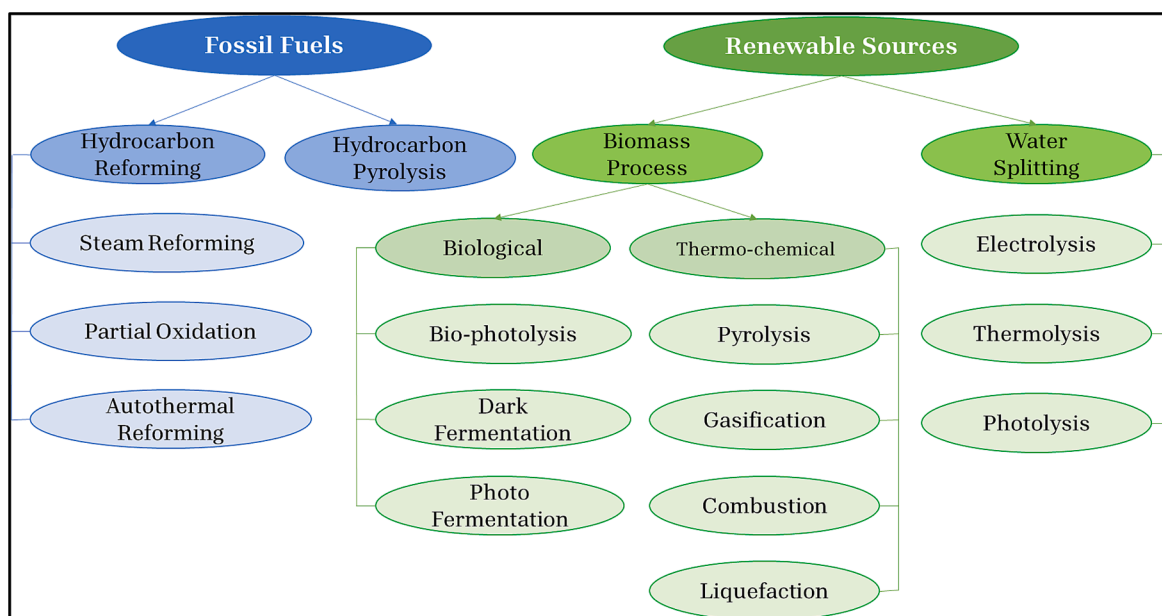 Fossil Fuels
Renewable Sources
Hydrocarbon
Reforming
Hydrocarbon
Pyrolysis
Biomass
Process
Water
Splitting
Steam Reforming
Biological
Thermo-chemical
Electrolysis
Partial Oxidation
Bio-photolysis
Pyrolysis
Thermolysis
Autothermal
Reforming
Dark
Fermentation
Gasification
Photolysis
Photo
Fermentation
Combustion
Liquefaction